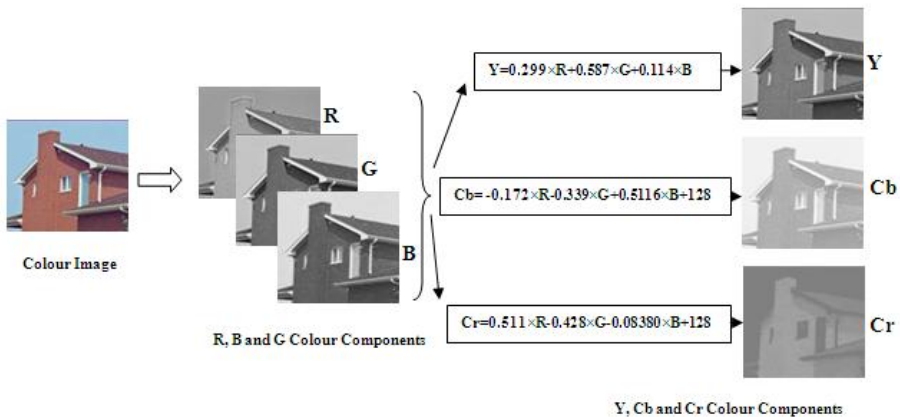 Colour Image
R
G
B
R, B and G Colour Components
Y=0.299×R+0.587×G+0.114×B
Y
Cb= -0.172×R-0.339×G+0.5116×B+128
Cb
Cr=0.511×R-0.428×G-0.08380×B+128
Cr
Y, Cb and Cr Colour Components